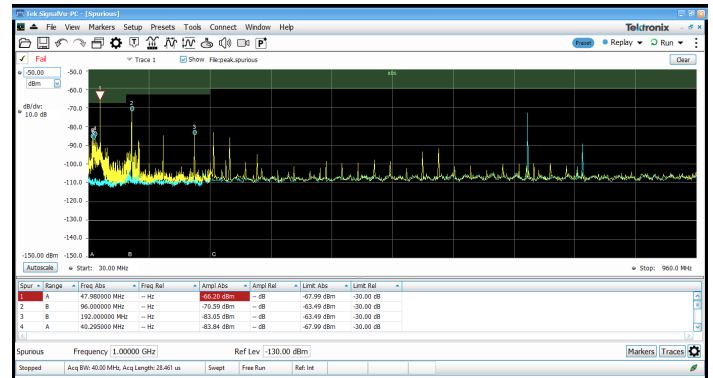 Tek SignalVu-PC - [Spurious]
File View Markers Setup Presets Tools Connect Window Help
Tektronix
Preset Replay Run
Fail
Trace 1 Show File:peak.spurious Clear
-50.00
dBm
dB/div:
10.0 dB
-50.0
-60.0
-70.0
-80.0
-90.0
-100.0
-110.0
-120.0
-130.0
-140.0
-150.00 dBm -150.0
abs
1
2
3
A B C
Autoscale Start: 30.00 MHz Stop: 960.0 MHz
Spur Range Freq Abs Freq Rel Ampl Abs Ampl Rel Limit Abs Limit Rel
1 A 47.980000 MHz -- Hz -66.20 dBm -- dB -67.99 dBm -30.00 dB
2 B 96.000000 MHz -- Hz -70.59 dBm -- dB -63.49 dBm -30.00 dB
3 B 192.000000 MHz -- Hz -83.05 dBm -- dB -63.49 dBm -30.00 dB
4 A 40.295000 MHz -- Hz -83.84 dBm -- dB -67.99 dBm -30.00 dB
Spurious Frequency 1.00000 GHz Ref Lev -130.00 dBm Markers Traces
Stopped Acq BW: 40.00 MHz, Acq Length: 28.461 us Swept Free Run Ref: Int